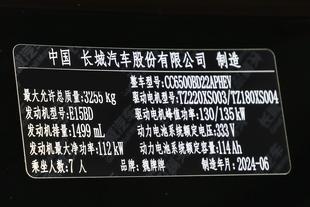 中国 长城汽车股份有限公司 制造
整车型号:CC6500BD22APHEV
最大允许总质量:3255 kg 驱动电机型号:TZ220XS003/TZ180XS004
发动机型号:E15BD 驱动电机峰值功率:130/135 kW
发动机排量:1499 mL 动力电池系统额定电压:333 V
发动机最大净功率:112 kW 动力电池系统额定容量:114 Ah
乘坐人数:7 人 品牌:魏牌牌 制造年月:2024-06